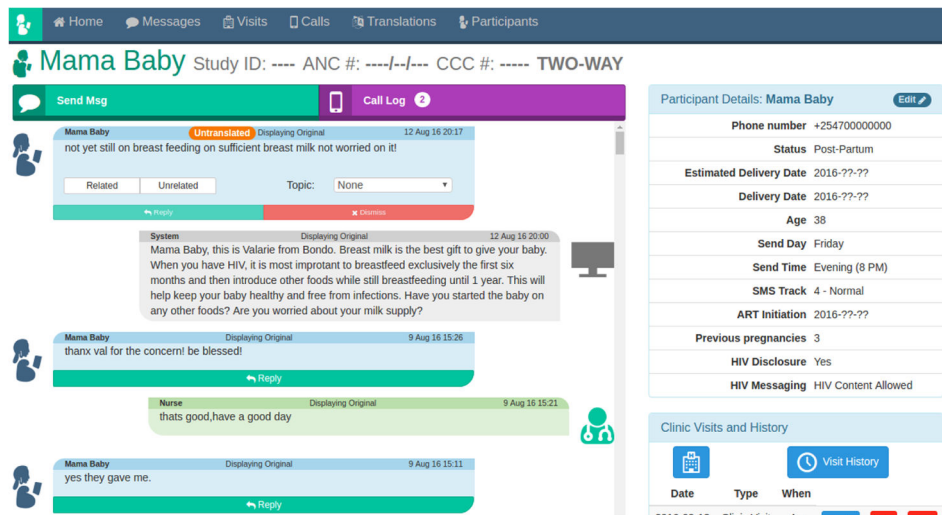 Home Messages Visits Calls Translations Participants
Mama Baby Study ID: ---- ANC #: ----/--/--- CCC #: ----- TWO-WAY
Send Msg
Call Log 2
Mama Baby Untranslated Displaying Original 12 Aug 16 20:17
not yet still on breast feeding on sufficient breast milk not worried on it!
Related Unrelated Topic: None
Reply Dismiss
System Displaying Original 12 Aug 16 20:00
Mama Baby, this is Valarie from Bondo. Breast milk is the best gift to give your baby.
When you have HIV, it is most improtant to breastfeed exclusively the first six
months and then introduce other foods while still breastfeeding until 1 year. This will
help keep your baby healthy and free from infections. Have you started the baby on
any other foods? Are you worried about your milk supply?
Mama Baby Displaying Original 9 Aug 16 15:26
thanx val for the concern! be blessed!
Reply
Nurse Displaying Original 9 Aug 16 15:21
thats good,have a good day
Mama Baby Displaying Original 9 Aug 16 15:11
yes they gave me.
Reply
Participant Details: Mama Baby Edit
Phone number +254700000000
Status Post-Partum
Estimated Delivery Date 2016-??-??
Delivery Date 2016-??-??
Age 38
Send Day Friday
Send Time Evening (8 PM)
SMS Track 4 - Normal
ART Initiation 2016-??-??
Previous pregnancies 3
HIV Disclosure Yes
HIV Messaging HIV Content Allowed
Clinic Visits and History
Visit History
Date Type When